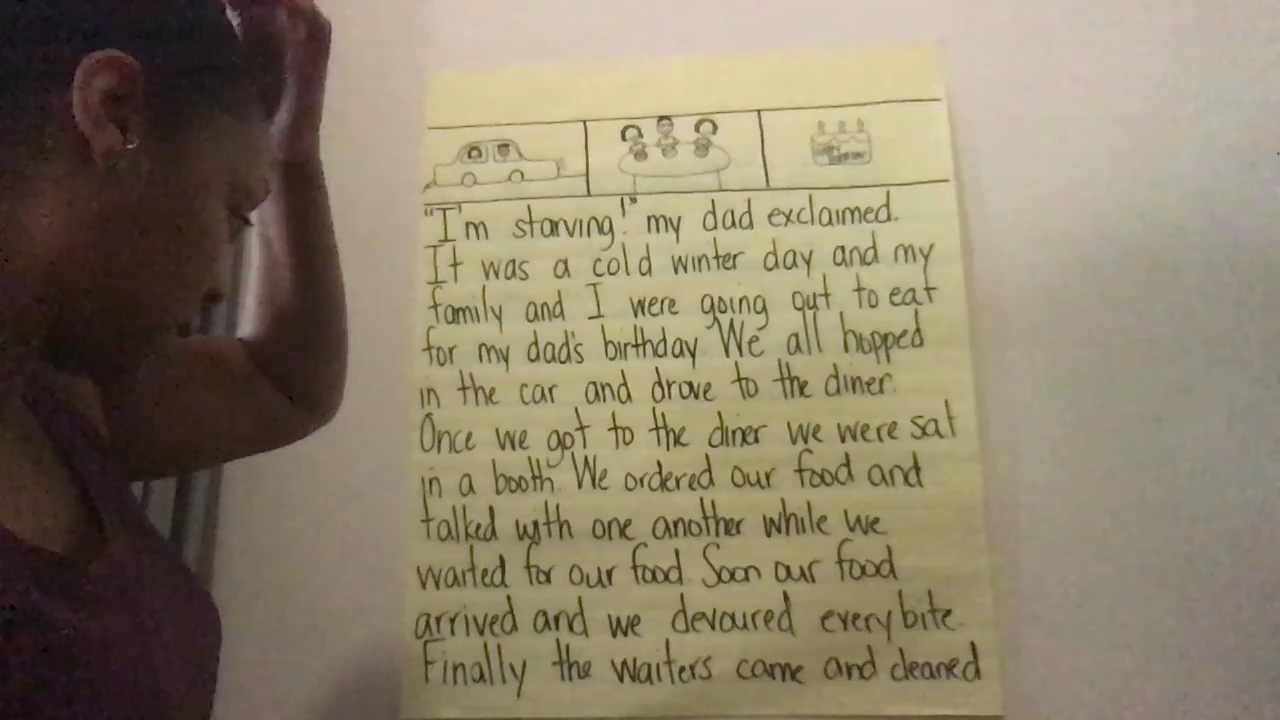 "I'm starving!" my dad exclaimed.
It was a cold winter day and my
family and I were going out to eat
for my dad's birthday. We all hopped
in the car and drove to the diner.
Once we got to the diner we were sat
in a booth. We ordered our food and
talked with one another while we
waited for our food. Soon our food
arrived and we devoured every bite.
Finally the waiters came and cleaned